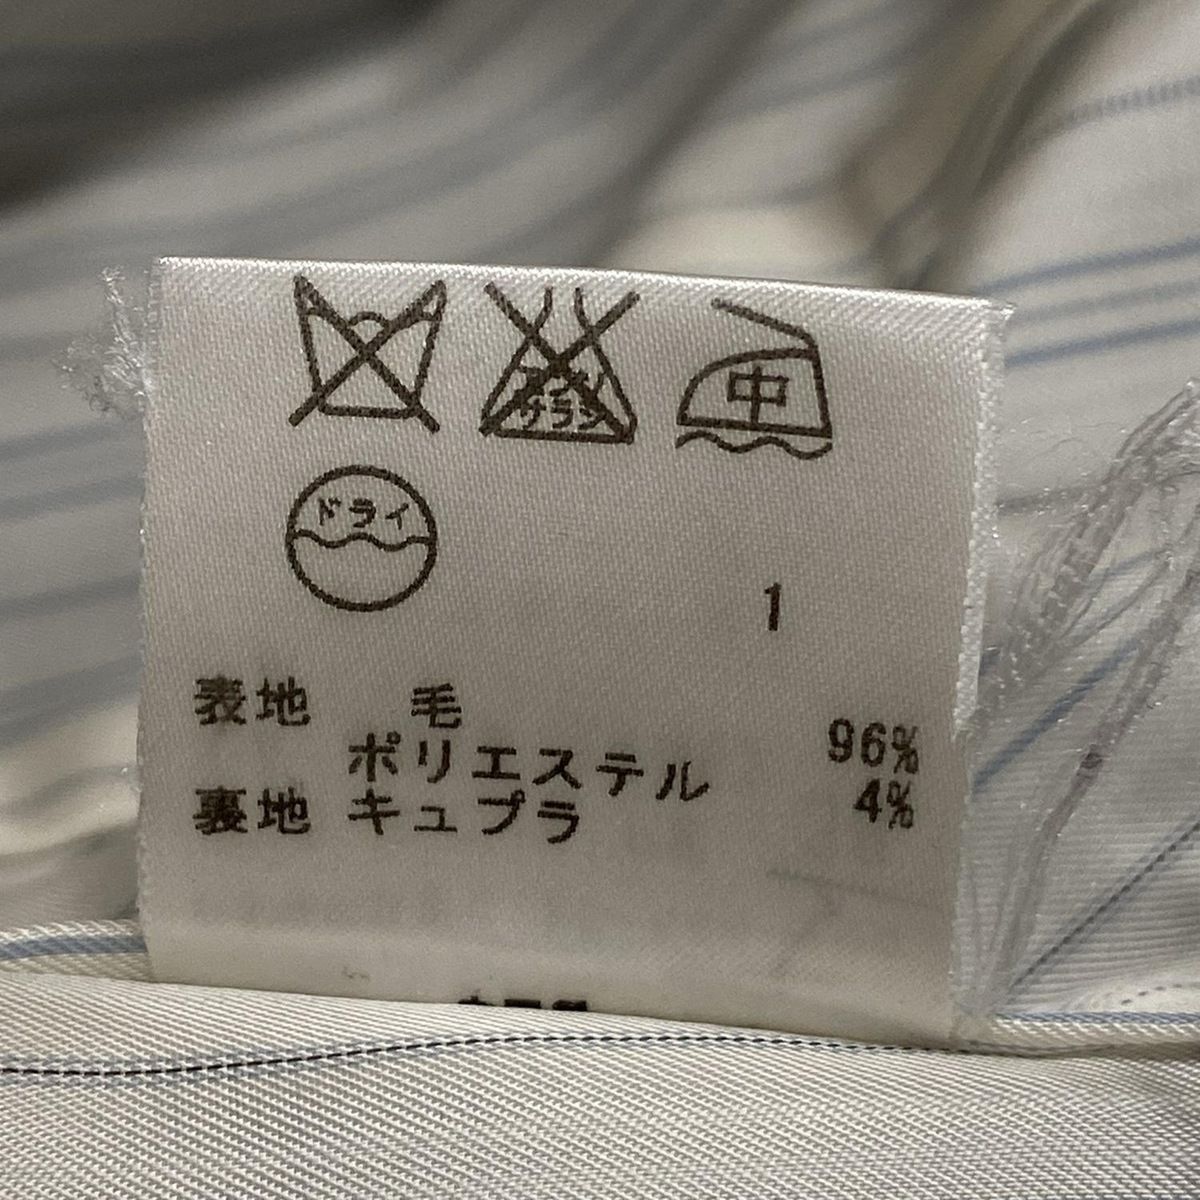 中
ドライ
1
表地 毛 96%
ポリエステル 4%
裏地 キュプラ